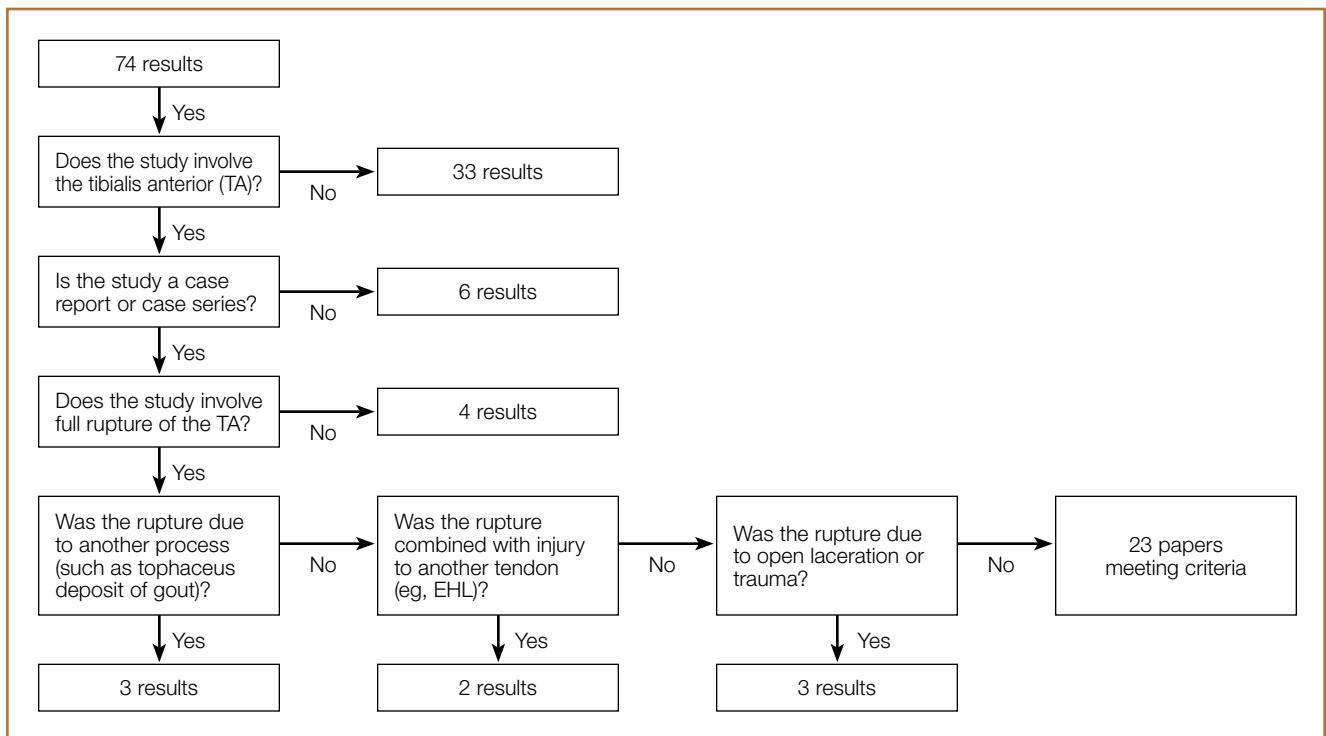 74 results
Yes
Does the study involve
the tibialis anterior (TA)?
No
33 results
Yes
Is the study a case
report or case series?
No
6 results
Yes
Does the study involve
full rupture of the TA?
No
4 results
Yes
Was the rupture due
to another process
(such as tophaceus
deposit of gout)?
No
Was the rupture
combined with injury
to another tendon
(eg, EHL)?
No
Was the rupture due
to open laceration or
trauma?
No
23 papers
meeting criteria
Yes
3 results
Yes
2 results
Yes
3 results